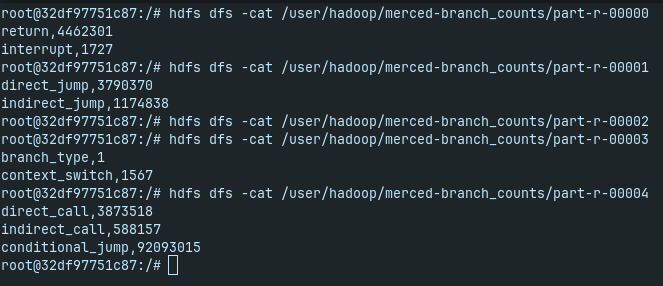 root@32df97751c87:/# hdfs dfs -cat /user/hadoop/merced-branch_counts/part-r-00000
return,4462301
interrupt,1727
root@32df97751c87:/# hdfs dfs -cat /user/hadoop/merced-branch_counts/part-r-00001
direct_jump,3790370
indirect_jump,1174838
root@32df97751c87:/# hdfs dfs -cat /user/hadoop/merced-branch_counts/part-r-00002
root@32df97751c87:/# hdfs dfs -cat /user/hadoop/merced-branch_counts/part-r-00003
branch_type,1
context_switch,1567
root@32df97751c87:/# hdfs dfs -cat /user/hadoop/merced-branch_counts/part-r-00004
direct_call,3873518
indirect_call,588157
conditional_jump,92093015
root@32df97751c87:/#